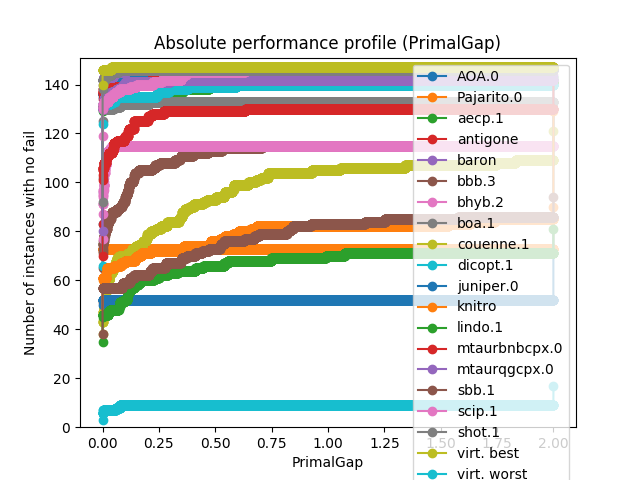 Absolute performance profile (PrimalGap)
Number of instances with no fail
140
120
100
80
60
40
20
0
0.00 0.25 0.50 0.75 1.00 1.25 1.50 1.75 2.00
PrimalGap
AOA.0
Pajarito.0
aecp.1
antigone
baron
bbb.3
bhyb.2
boa.1
couenne.1
dicopt.1
juniper.0
knitro
lindo.1
mtaurbnbcpx.0
mtaurqgcpx.0
sbb.1
scip.1
shot.1
virt. best
virt. worst